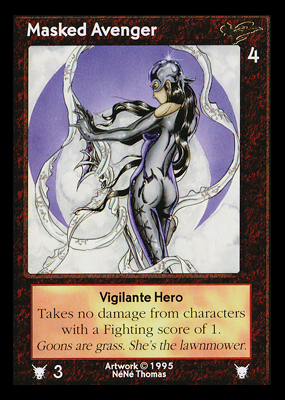 Masked Avenger
4
Vigilante Hero
Takes no damage from characters
with a Fighting score of 1.
Goons are grass. She's the lawnmower.
3
Artwork © 1995
NéNé Thomas